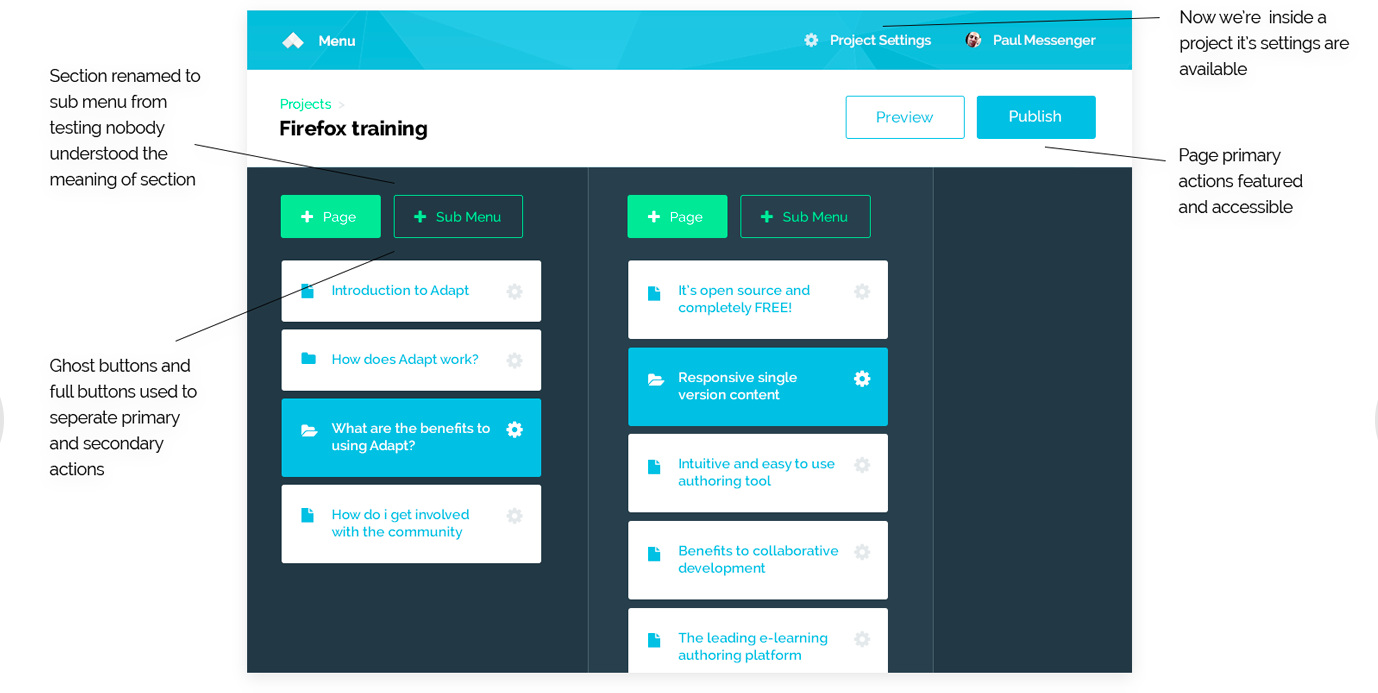 Menu
Project Settings
Paul Messenger
Now we're inside a
project it's settings are
available
Section renamed to
sub menu from
testing nobody
understood the
meaning of section
Projects >
Firefox training
Preview
Publish
Page primary
actions featured
and accessible
+ Page
+ Sub Menu
+ Page
+ Sub Menu
Introduction to Adapt
How does Adapt work?
What are the benefits to
using Adapt?
How do i get involved
with the community
Ghost buttons and
full buttons used to
seperate primary
and secondary
actions
It's open source and
completely FREE!
Responsive single
version content
Intuitive and easy to use
authoring tool
Benefits to collaborative
development
The leading e-learning
authoring platform